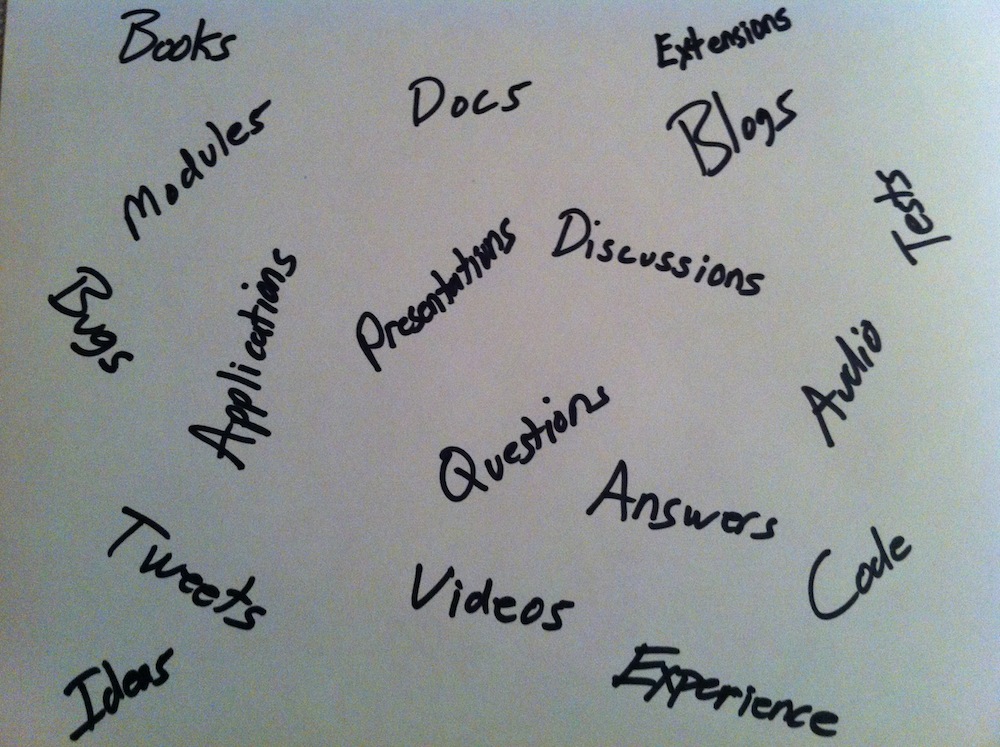 Books
Extensions
Docs
Blogs
Modules
Tests
Discussions
Presentations
Bugs
Applications
Audio
Questions
Answers
Tweets
Code
Videos
Ideas
Experience